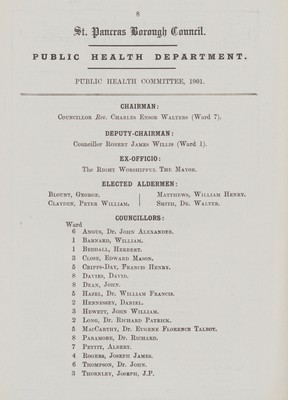 8
St. Pancras Borough Council.
PUBLIC HEALTH DEPARTMENT.
PUBLIC HEALTH COMMITTEE, 1901.
CHAIRMAN:
COUNCILLOR Rev. CHARLES ENSOR WALTERS (Ward 7).
DEPUTY-CHAIRMAN:
Councillor ROBERT JAMES WILLIS (Ward 1).
EX-OFFICIO:
THE RIGHT WORSHIPFUL THE MAYOR.
ELECTED ALDERMEN:
BLOUNT, GEORGE. MATTHEWS, WILLIAM HENRY.
CLAYDEN, PETER WILLIAM. SMITH, DR. WALTER.
COUNCILLORS:
Ward
6 ANGUS, DR. JOHN ALEXANDER.
1 BARNARD, WILLIAM.
1 BEDDALL, HERBERT.
3 CLOSE, EDWARD MASON.
5 CRIPPS-DAY, FRANCIS HENRY.
8 DAVIES, DAVID.
8 DEAN, JOHN.
5 HAZEL, DR. WILLIAM FRANCIS.
2 HENNESSEY, DANIEL.
3 HEWETT, JOHN WILLIAM.
2 LONG, DR. RICHARD PATRICK.
5 MACCARTHY, DR. EUGENE FLORENCE TALBOT.
8 PARAMORE, DR. RICHARD.
7 PETTIT, ALBERT.
4 ROGERS, JOSEPH JAMES.
6 THOMPSON, DR. JOHN.
3 THORNLEY, JOSEPH, J.P.